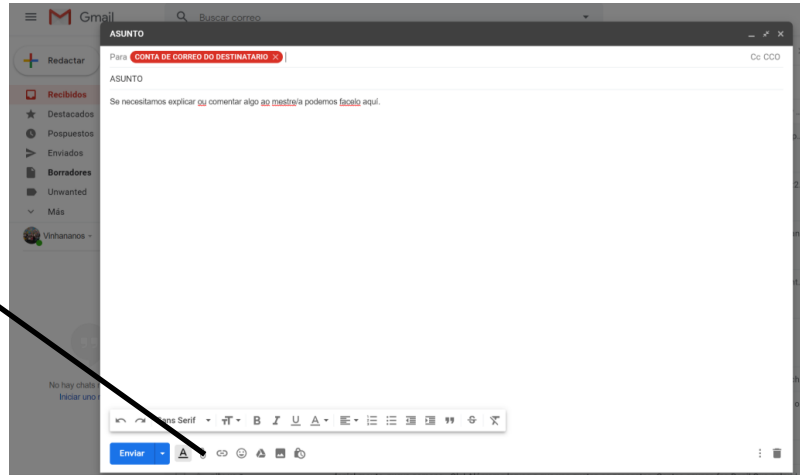 Gmail
Buscar correo
ASUNTO
Para CONTA DE CORREO DO DESTINATARIO
Cc CCO
Redactar
ASUNTO
Recibidos
Se necesitamos explicar ou comentar algo ao mestre/a podemos facelo aquí.
Destacados
Pospuestos
Enviados
Borradores
Unwanted
Más
Vinhananos
No hay chats
Iniciar uno
Sans Serif
B I U A
Enviar
A